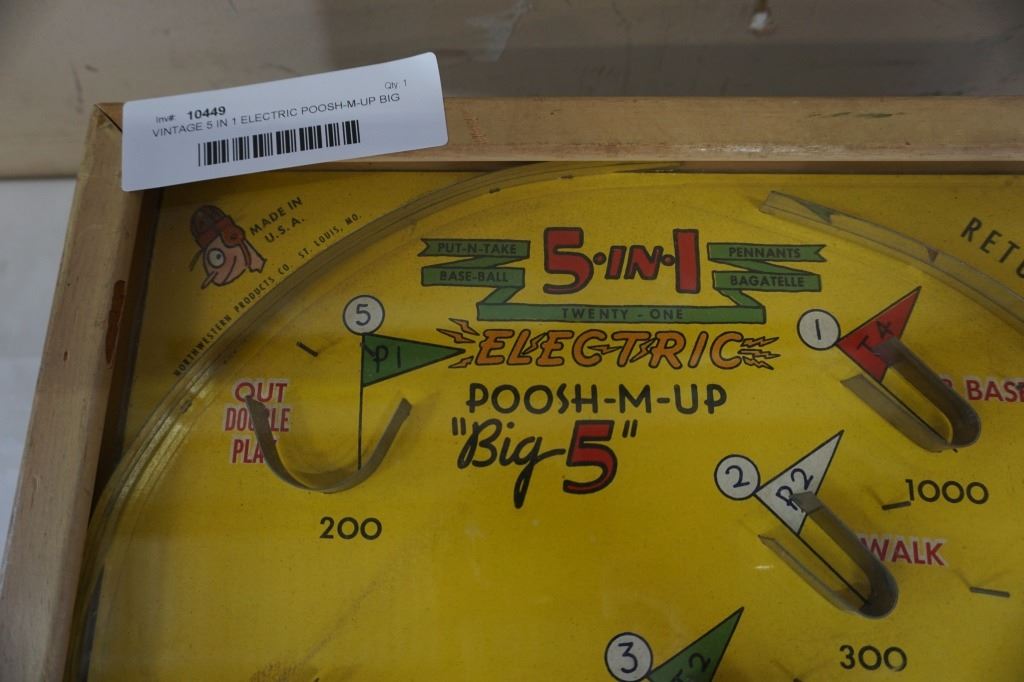 Qty: 1
Inv#: 10449
VINTAGE 5 IN 1 ELECTRIC POOSH-M-UP BIG
MADE IN
U.S.A.
NORTHWESTERN PRODUCTS CO. ST. LOUIS, MO.
PUT-N-TAKE
BASE-BALL
5·IN·1
PENNANTS
BAGATELLE
TWENTY-ONE
ELECTRIC
POOSH-M-UP
"Big 5"
5
P1
OUT
DOUBLE
200
1
T4
BASE
1000
2
P2
WALK
300
3